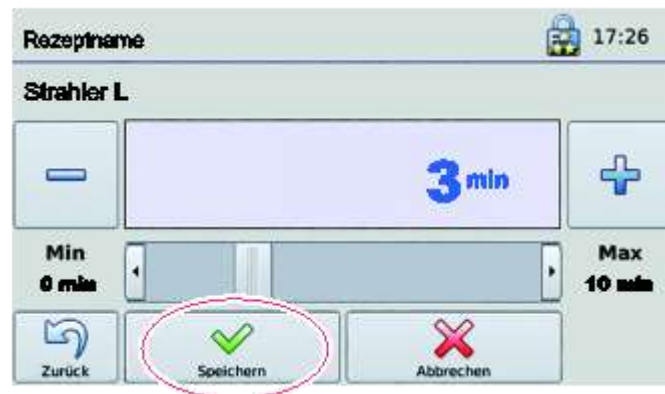 Rezeptname 17:26
Strahler L
3 min
Min Max
0 min 10 min
Zurück Speichern Abbrechen